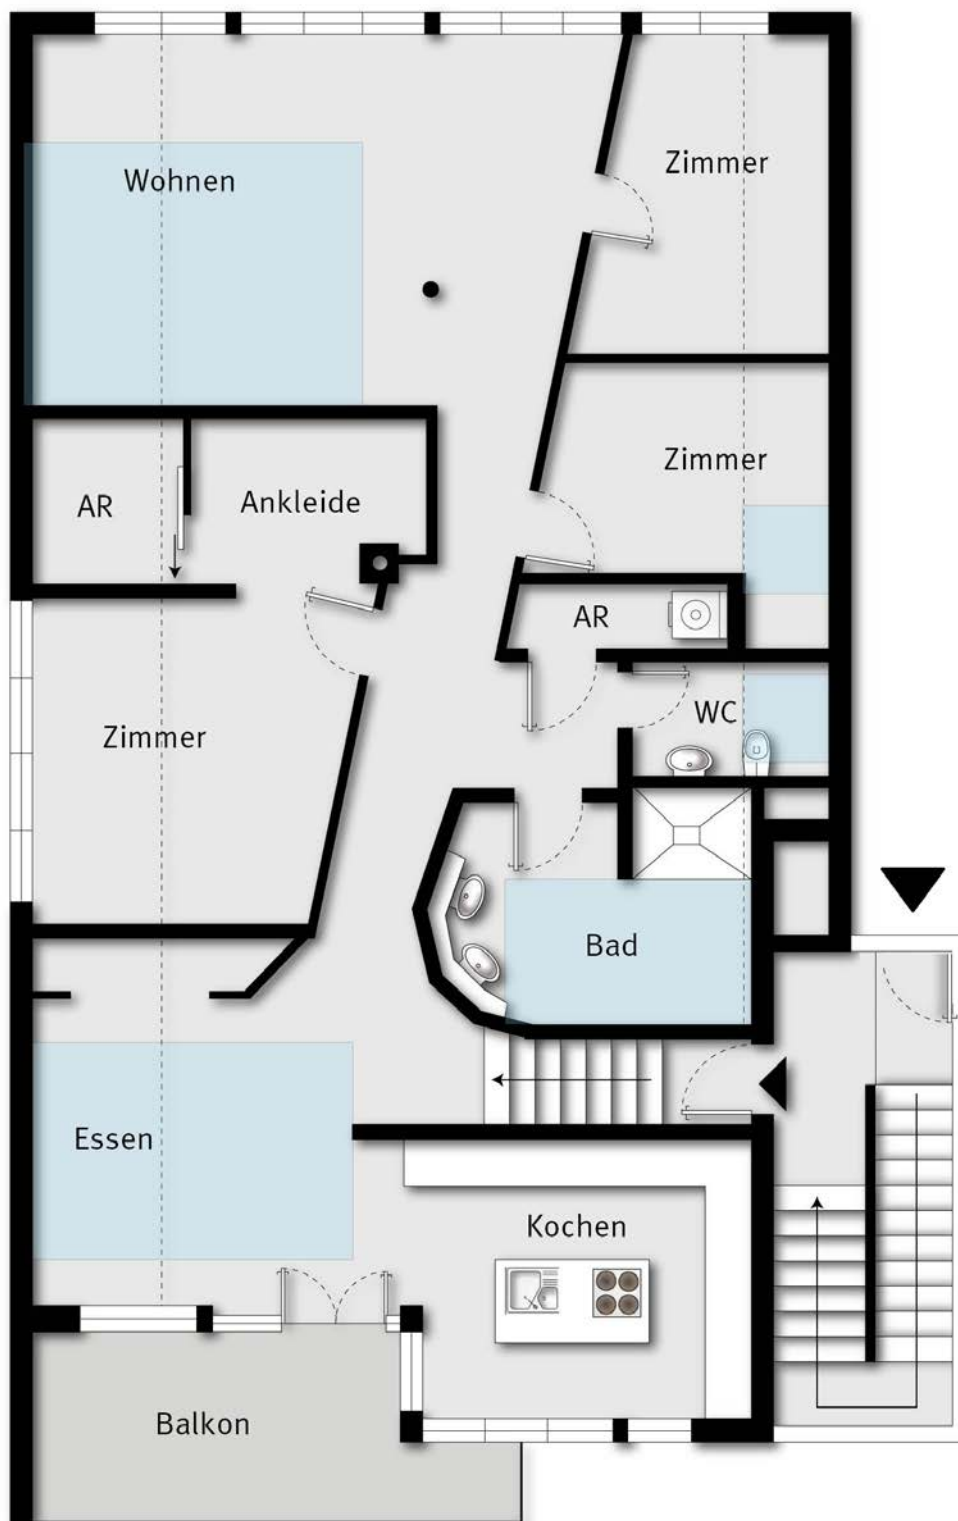 Zimmer
Wohnen
Zimmer
AR
Ankleide
AR
WC
Zimmer
Bad
Essen
Kochen
Balkon